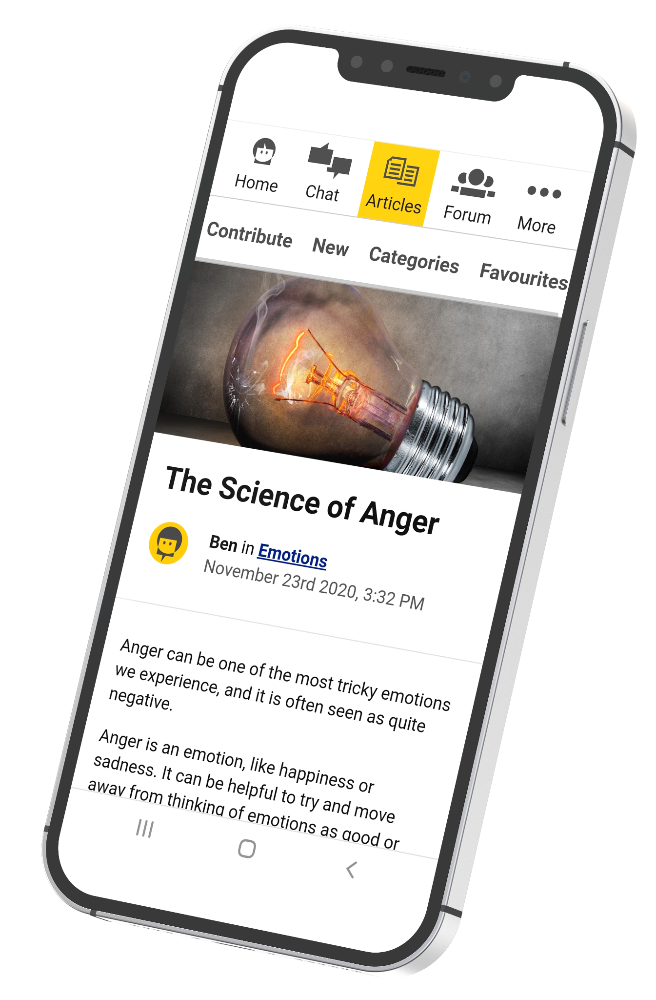 Home Chat Articles Forum More
Contribute New Categories Favourites
The Science of Anger
Ben in Emotions
November 23rd 2020, 3:32 PM
Anger can be one of the most tricky emotions
we experience, and it is often seen as quite
negative.
Anger is an emotion, like happiness or
sadness. It can be helpful to try and move
away from thinking of emotions as good or